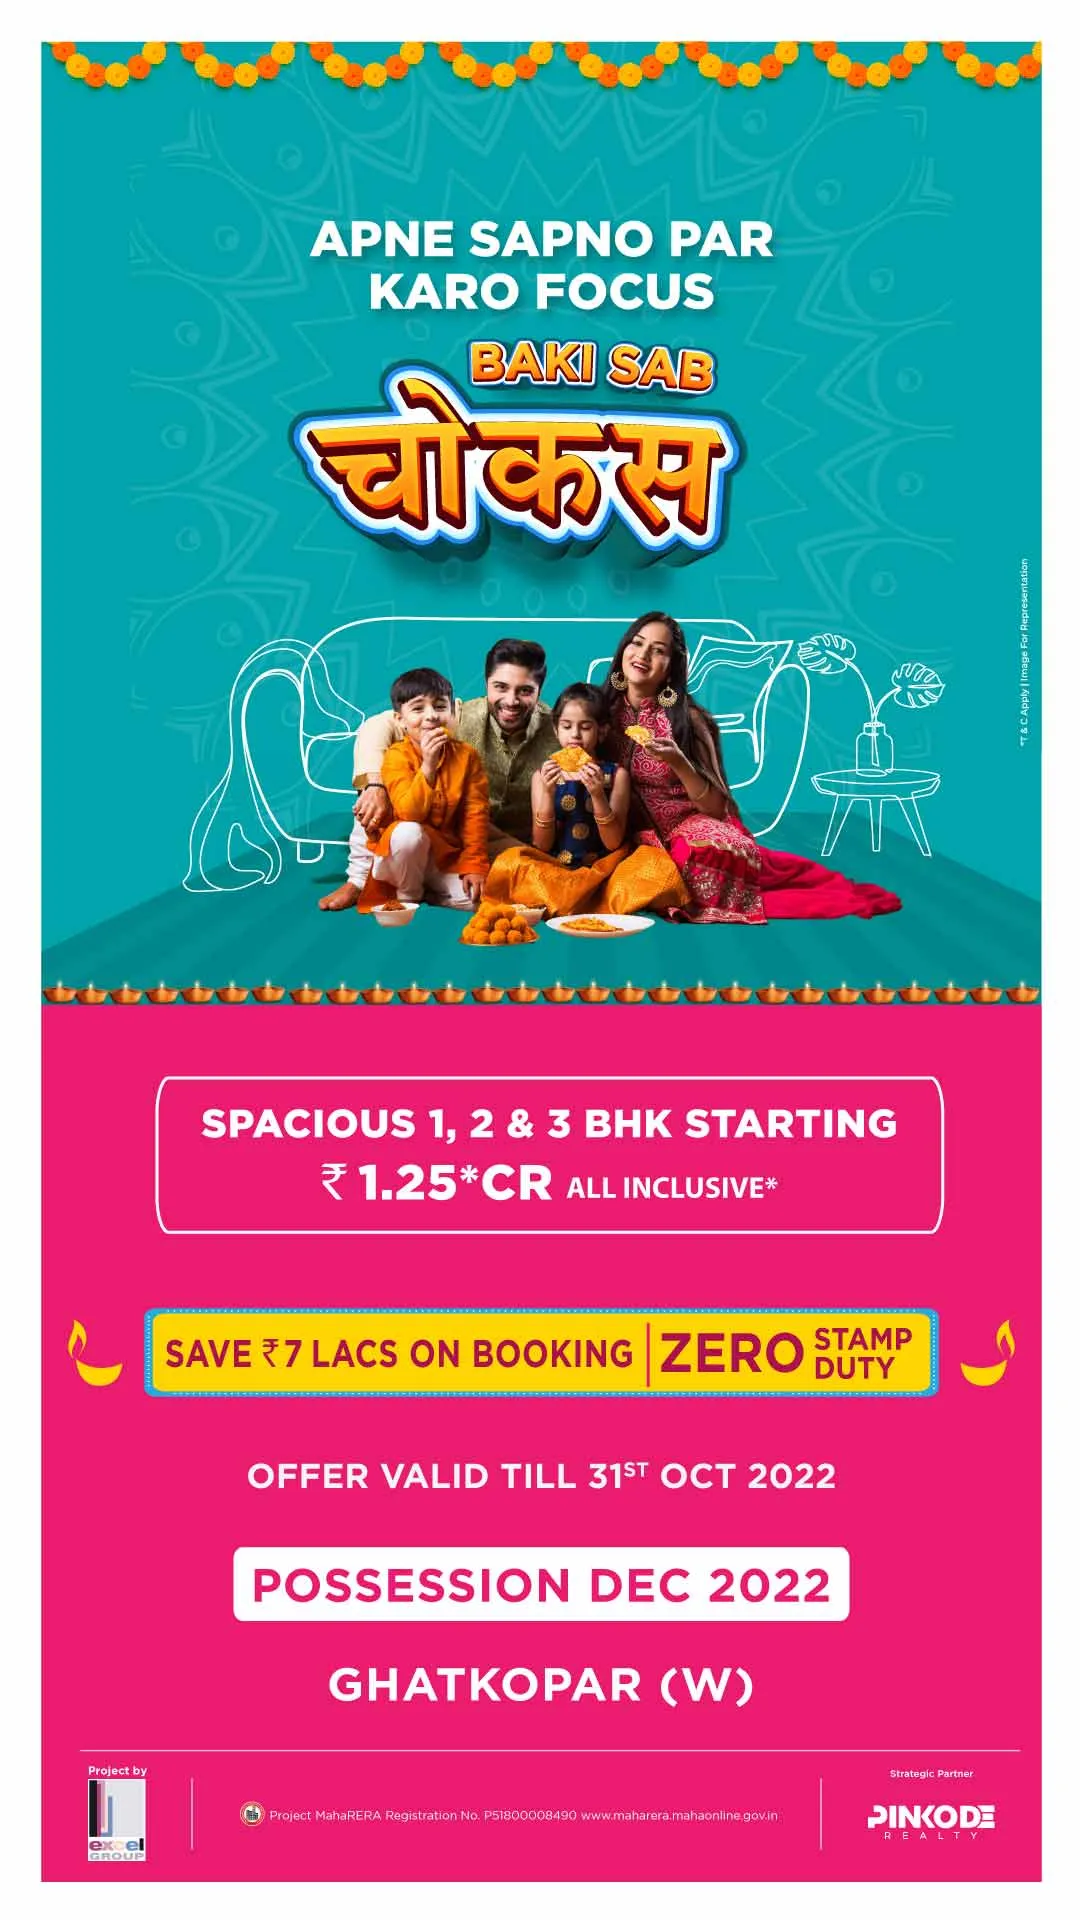 APNE SAPNO PAR
KARO FOCUS
BAKI SAB
चोकस
*T & C Apply | Image For Representation
SPACIOUS 1, 2 & 3 BHK STARTING
₹ 1.25*CR ALL INCLUSIVE*
SAVE ₹7 LACS ON BOOKING | ZERO STAMP DUTY
OFFER VALID TILL 31ST OCT 2022
POSSESSION DEC 2022
GHATKOPAR (W)
Project by
excel
GROUP
Project MahaRERA Registration No. P51800008490 www.maharera.mahaonline.gov.in
Strategic Partner
PINKODE
REALTY